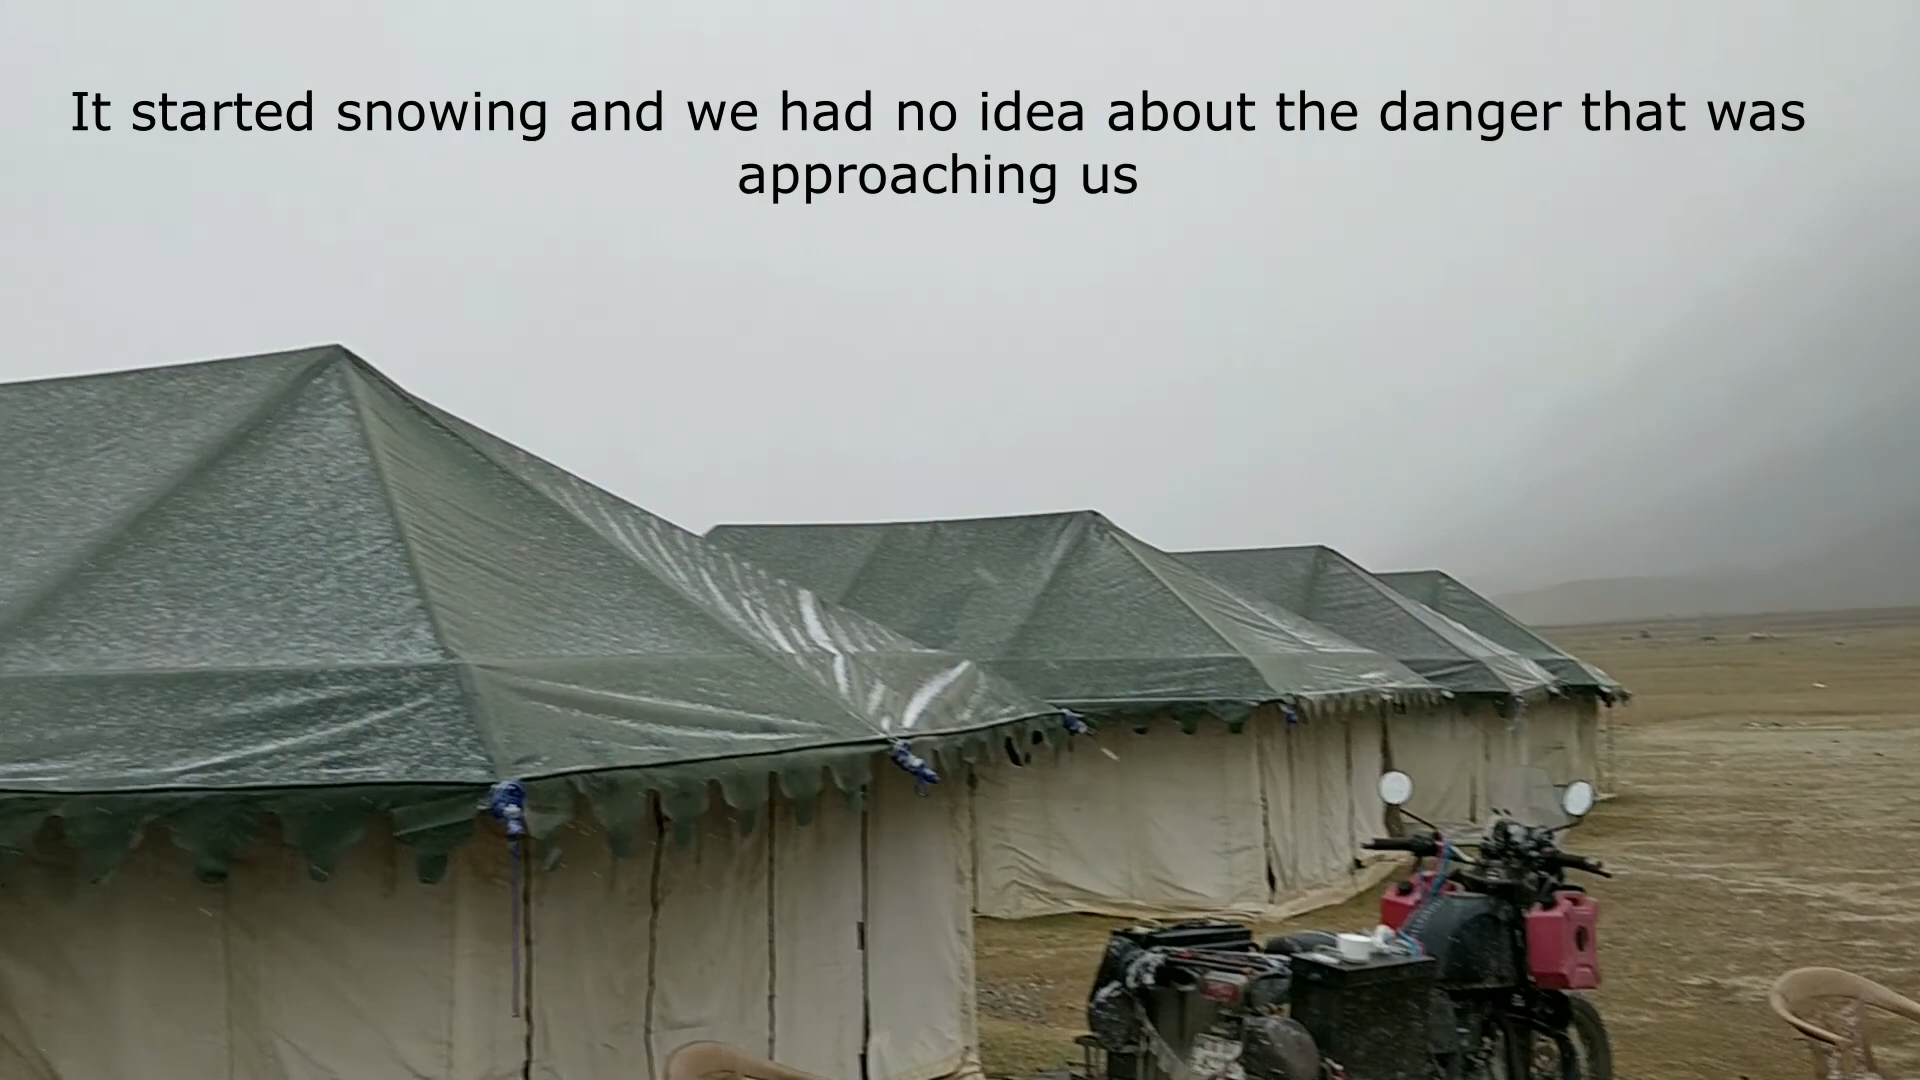 It started snowing and we had no idea about the danger that was
approaching us